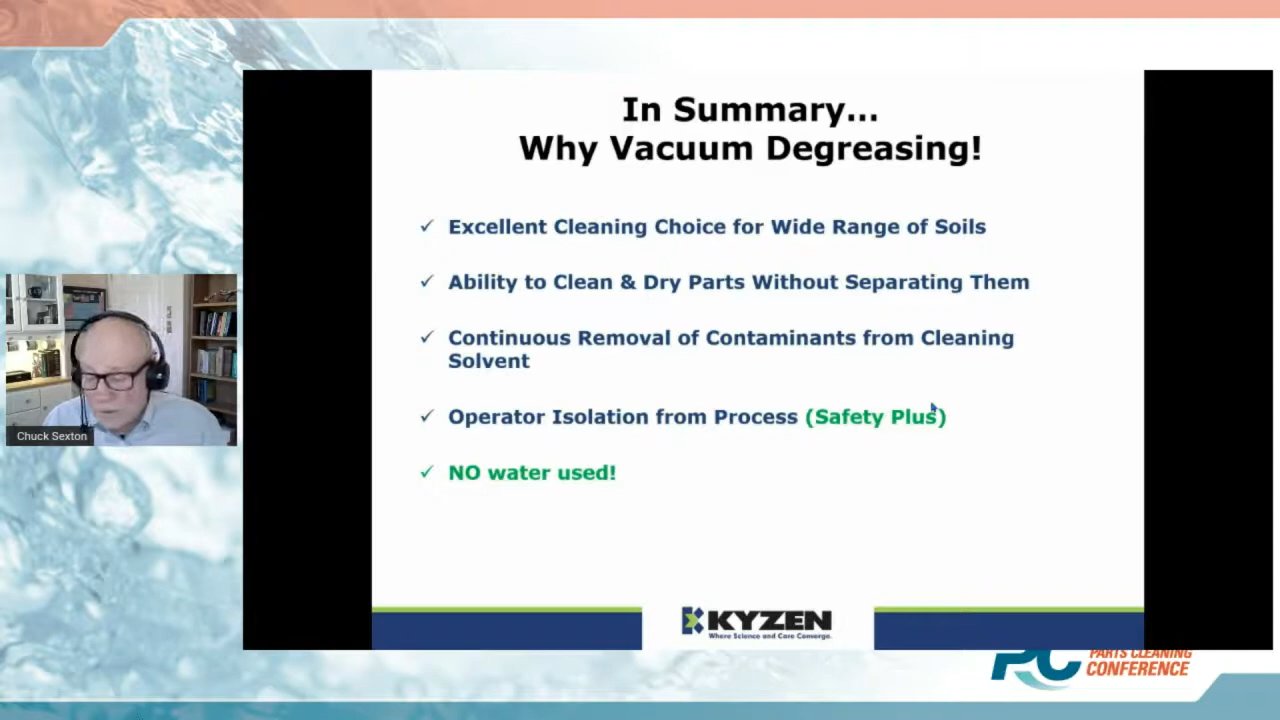 In Summary...
Why Vacuum Degreasing!
✓ Excellent Cleaning Choice for Wide Range of Soils
✓ Ability to Clean & Dry Parts Without Separating Them
✓ Continuous Removal of Contaminants from Cleaning
Solvent
✓ Operator Isolation from Process (Safety Plus)
✓ NO water used!
Chuck Sexton
KYZEN
Where Science and Care Converge.
PC
PARTS CLEANING
CONFERENCE